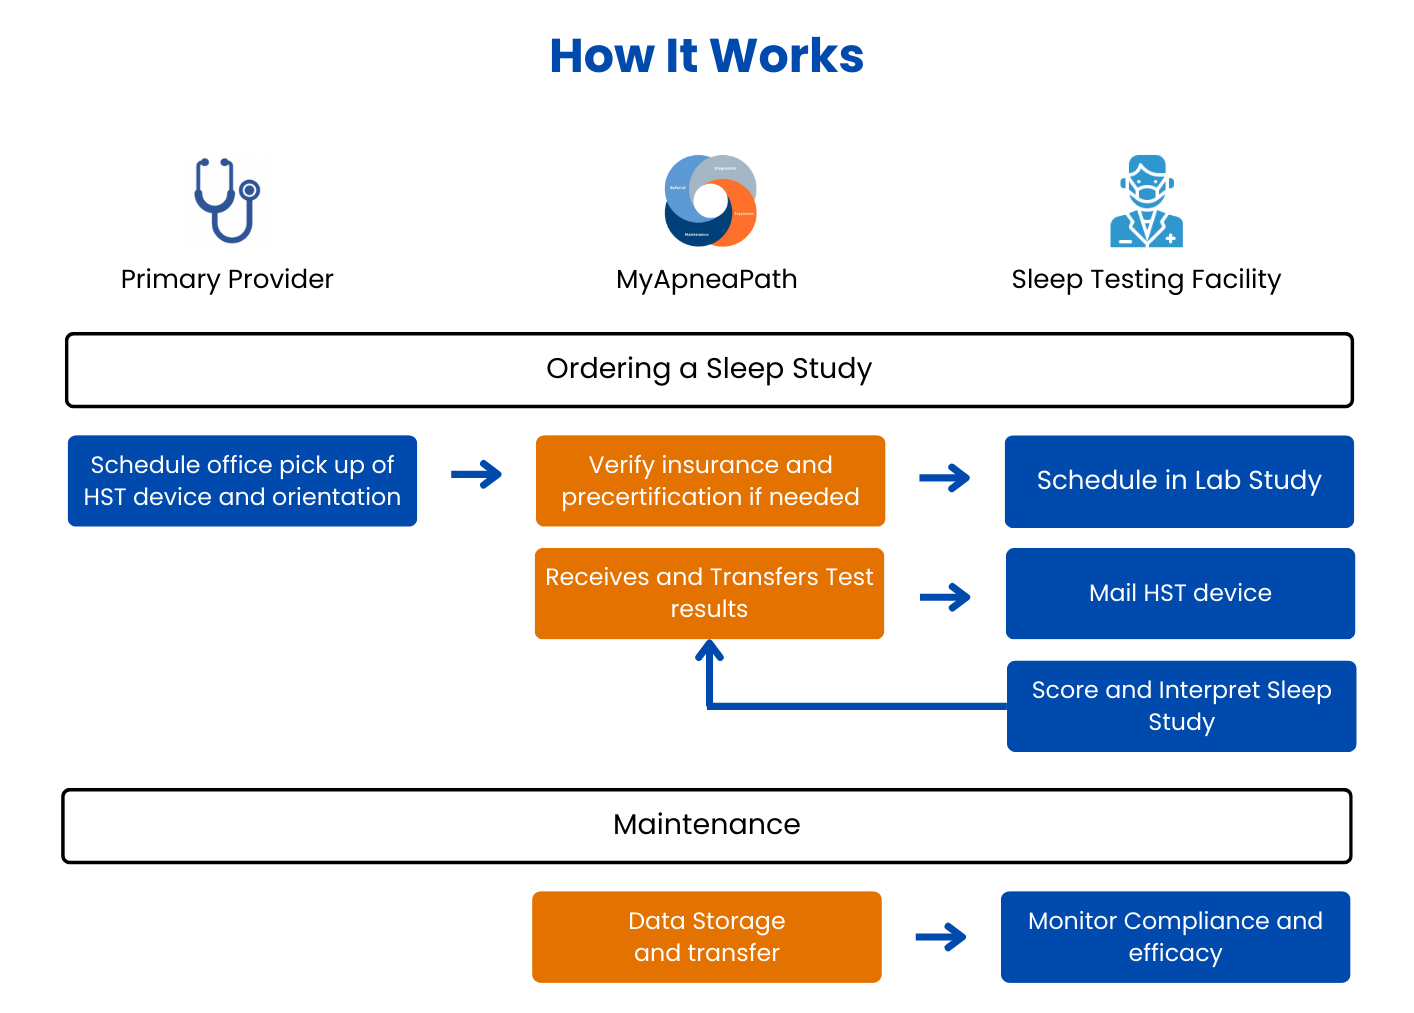 How It Works
Referral
Diagnostic
Treatment
Maintenance
Primary Provider
MyApneaPath
Sleep Testing Facility
Ordering a Sleep Study
Schedule office pick up of
HST device and orientation
Verify insurance and
precertification if needed
Schedule in Lab Study
Receives and Transfers Test
results
Mail HST device
Score and Interpret Sleep
Study
Maintenance
Data Storage
and transfer
Monitor Compliance and
efficacy